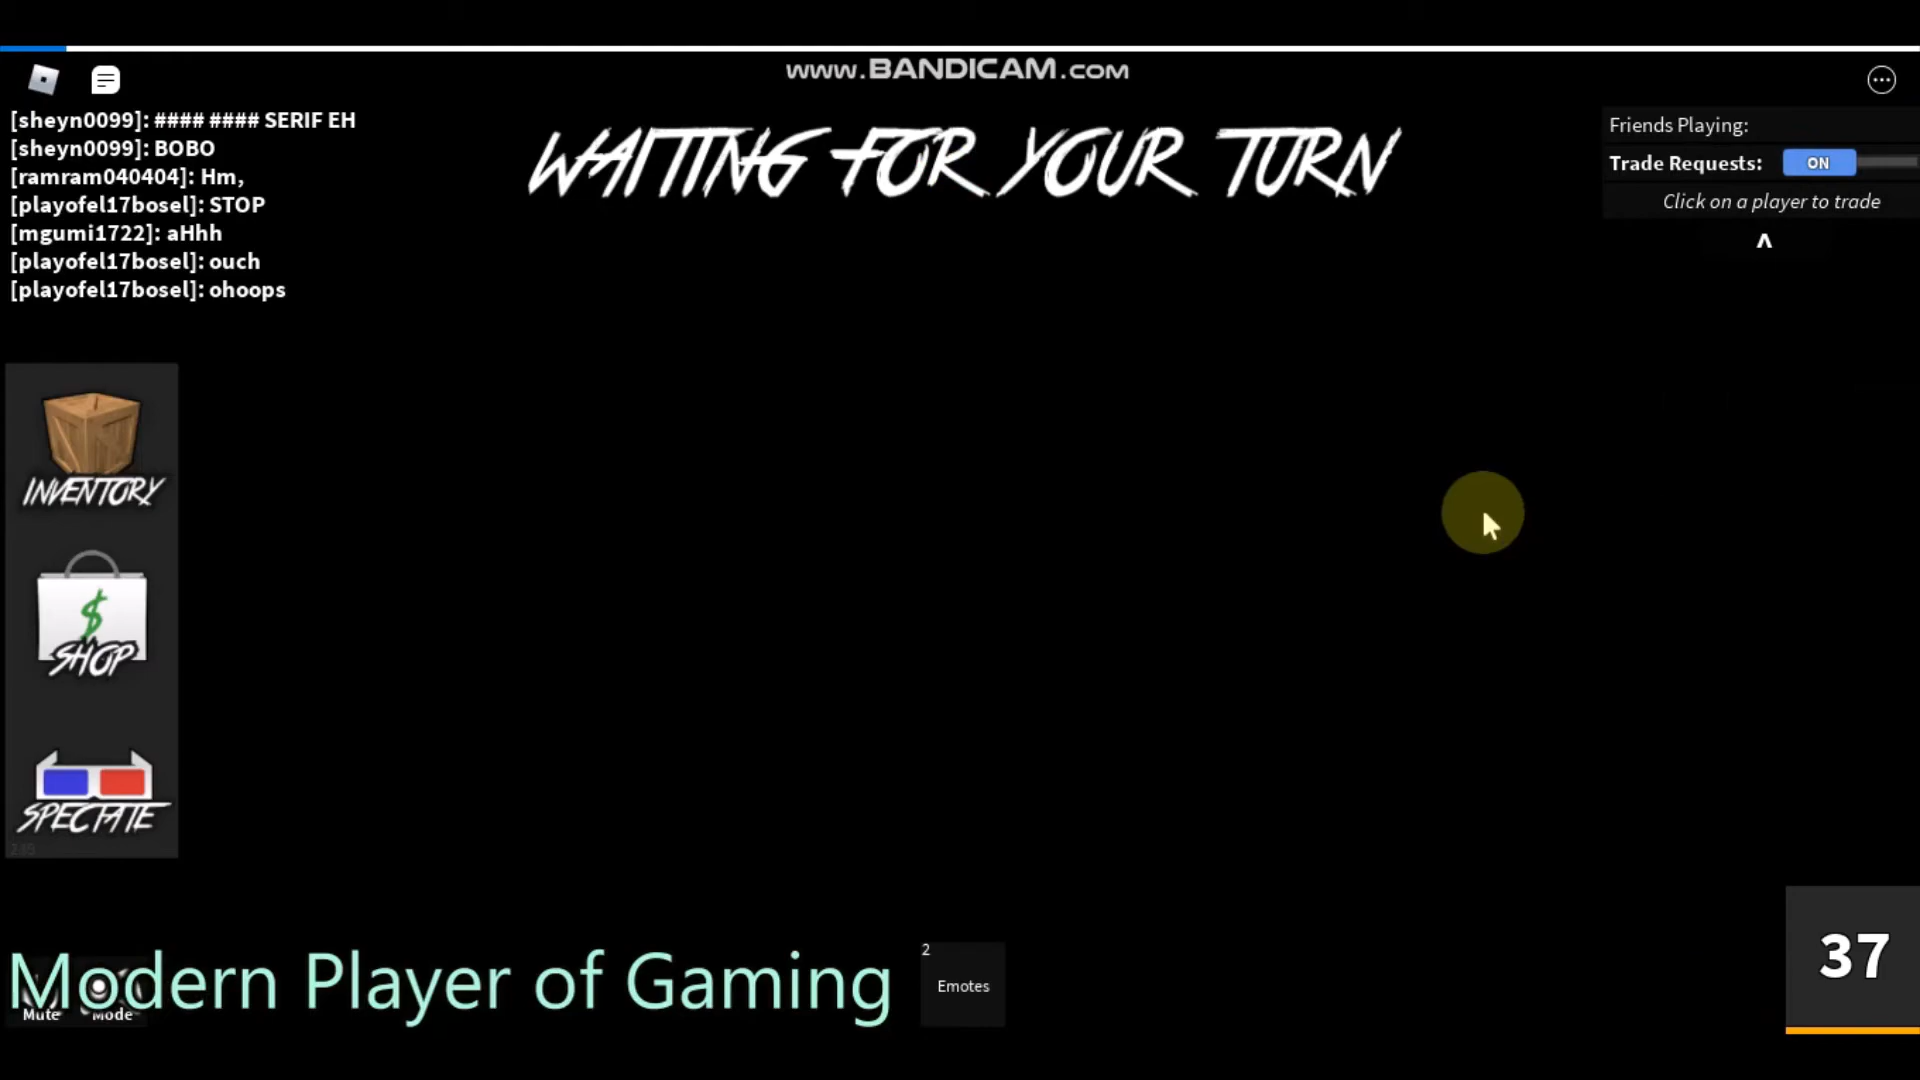 www.BANDICAM.com
[sheyn0099]: #### #### SERIF EH
[sheyn0099]: BOBO
[ramram040404]: Hm,
[playofel17bosel]: STOP
[mgumi1722]: aHhh
[playofel17bosel]: ouch
[playofel17bosel]: ohoops
WAITING FOR YOUR TURN
Friends Playing:
Trade Requests: ON
Click on a player to trade
^
INVENTORY
$
SHOP
SPECTATE
Modern Player of Gaming
Mute Mode
2
Emotes
37